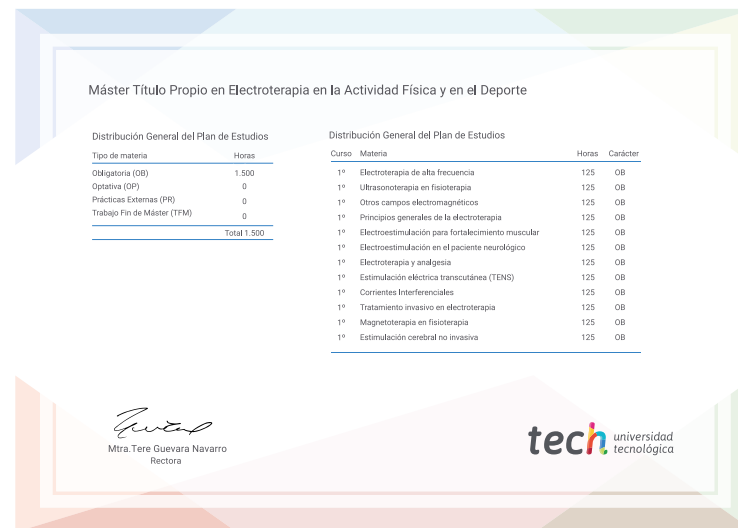 Máster Título Propio en Electroterapia en la Actividad Física y en el Deporte
Distribución General del Plan de Estudios
Tipo de materia Horas
Obligatoria (OB) 1.500
Optativa (OP) 0
Prácticas Externas (PR) 0
Trabajo Fin de Máster (TFM) 0
Total 1.500
Distribución General del Plan de Estudios
Curso Materia Horas Carácter
1º Electroterapia de alta frecuencia 125 OB
1º Ultrasonoterapia en fisioterapia 125 OB
1º Otros campos electromagnéticos 125 OB
1º Principios generales de la electroterapia 125 OB
1º Electroestimulación para fortalecimiento muscular 125 OB
1º Electroestimulación en el paciente neurológico 125 OB
1º Electroterapia y analgesia 125 OB
1º Estimulación eléctrica transcutánea (TENS) 125 OB
1º Corrientes Interferenciales 125 OB
1º Tratamiento invasivo en electroterapia 125 OB
1º Magnetoterapia en fisioterapia 125 OB
1º Estimulación cerebral no invasiva 125 OB
Mtra.Tere Guevara Navarro
Rectora
tech universidad
tecnológica